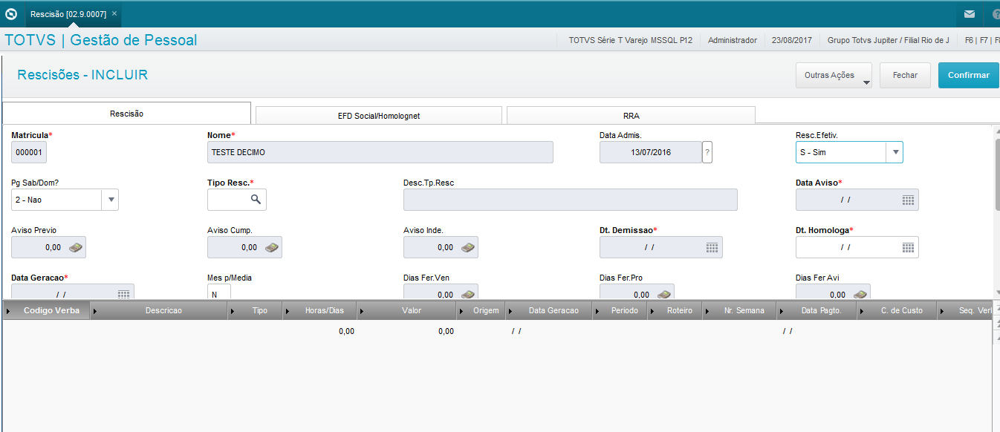 Rescisão [02.9.0007] ×
TOTVS | Gestão de Pessoal
TOTVS Série T Varejo MSSQL P12 Administrador 23/08/2017 Grupo Totvs Jupiter / Filial Rio de J F6 | F7 |
Rescisões - INCLUIR
Outras Ações Fechar Confirmar
Rescisão EFD Social/Homolognet RRA
Matricula* Nome* Data Admis. Resc.Efetiv.
000001 TESTE DECIMO 13/07/2016 ? S - Sim
Pg Sab/Dom? Tipo Resc.* Desc.Tp.Resc Data Aviso*
2 - Nao / /
Aviso Previo Aviso Cump. Aviso Inde. Dt. Demissao* Dt. Homologa*
0,00 0,00 0,00 / / / /
Data Geracao* Mes p/Media Dias Fer.Ven Dias Fer.Pro Dias Fer Avi
/ / N 0,00 0,00 0,00
Codigo Verba Descricao Tipo Horas/Dias Valor Origem Data Geracao Periodo Roteiro Nr. Semana Data Pagto. C. de Custo Seq. Verl
0,00 0,00 / / / /